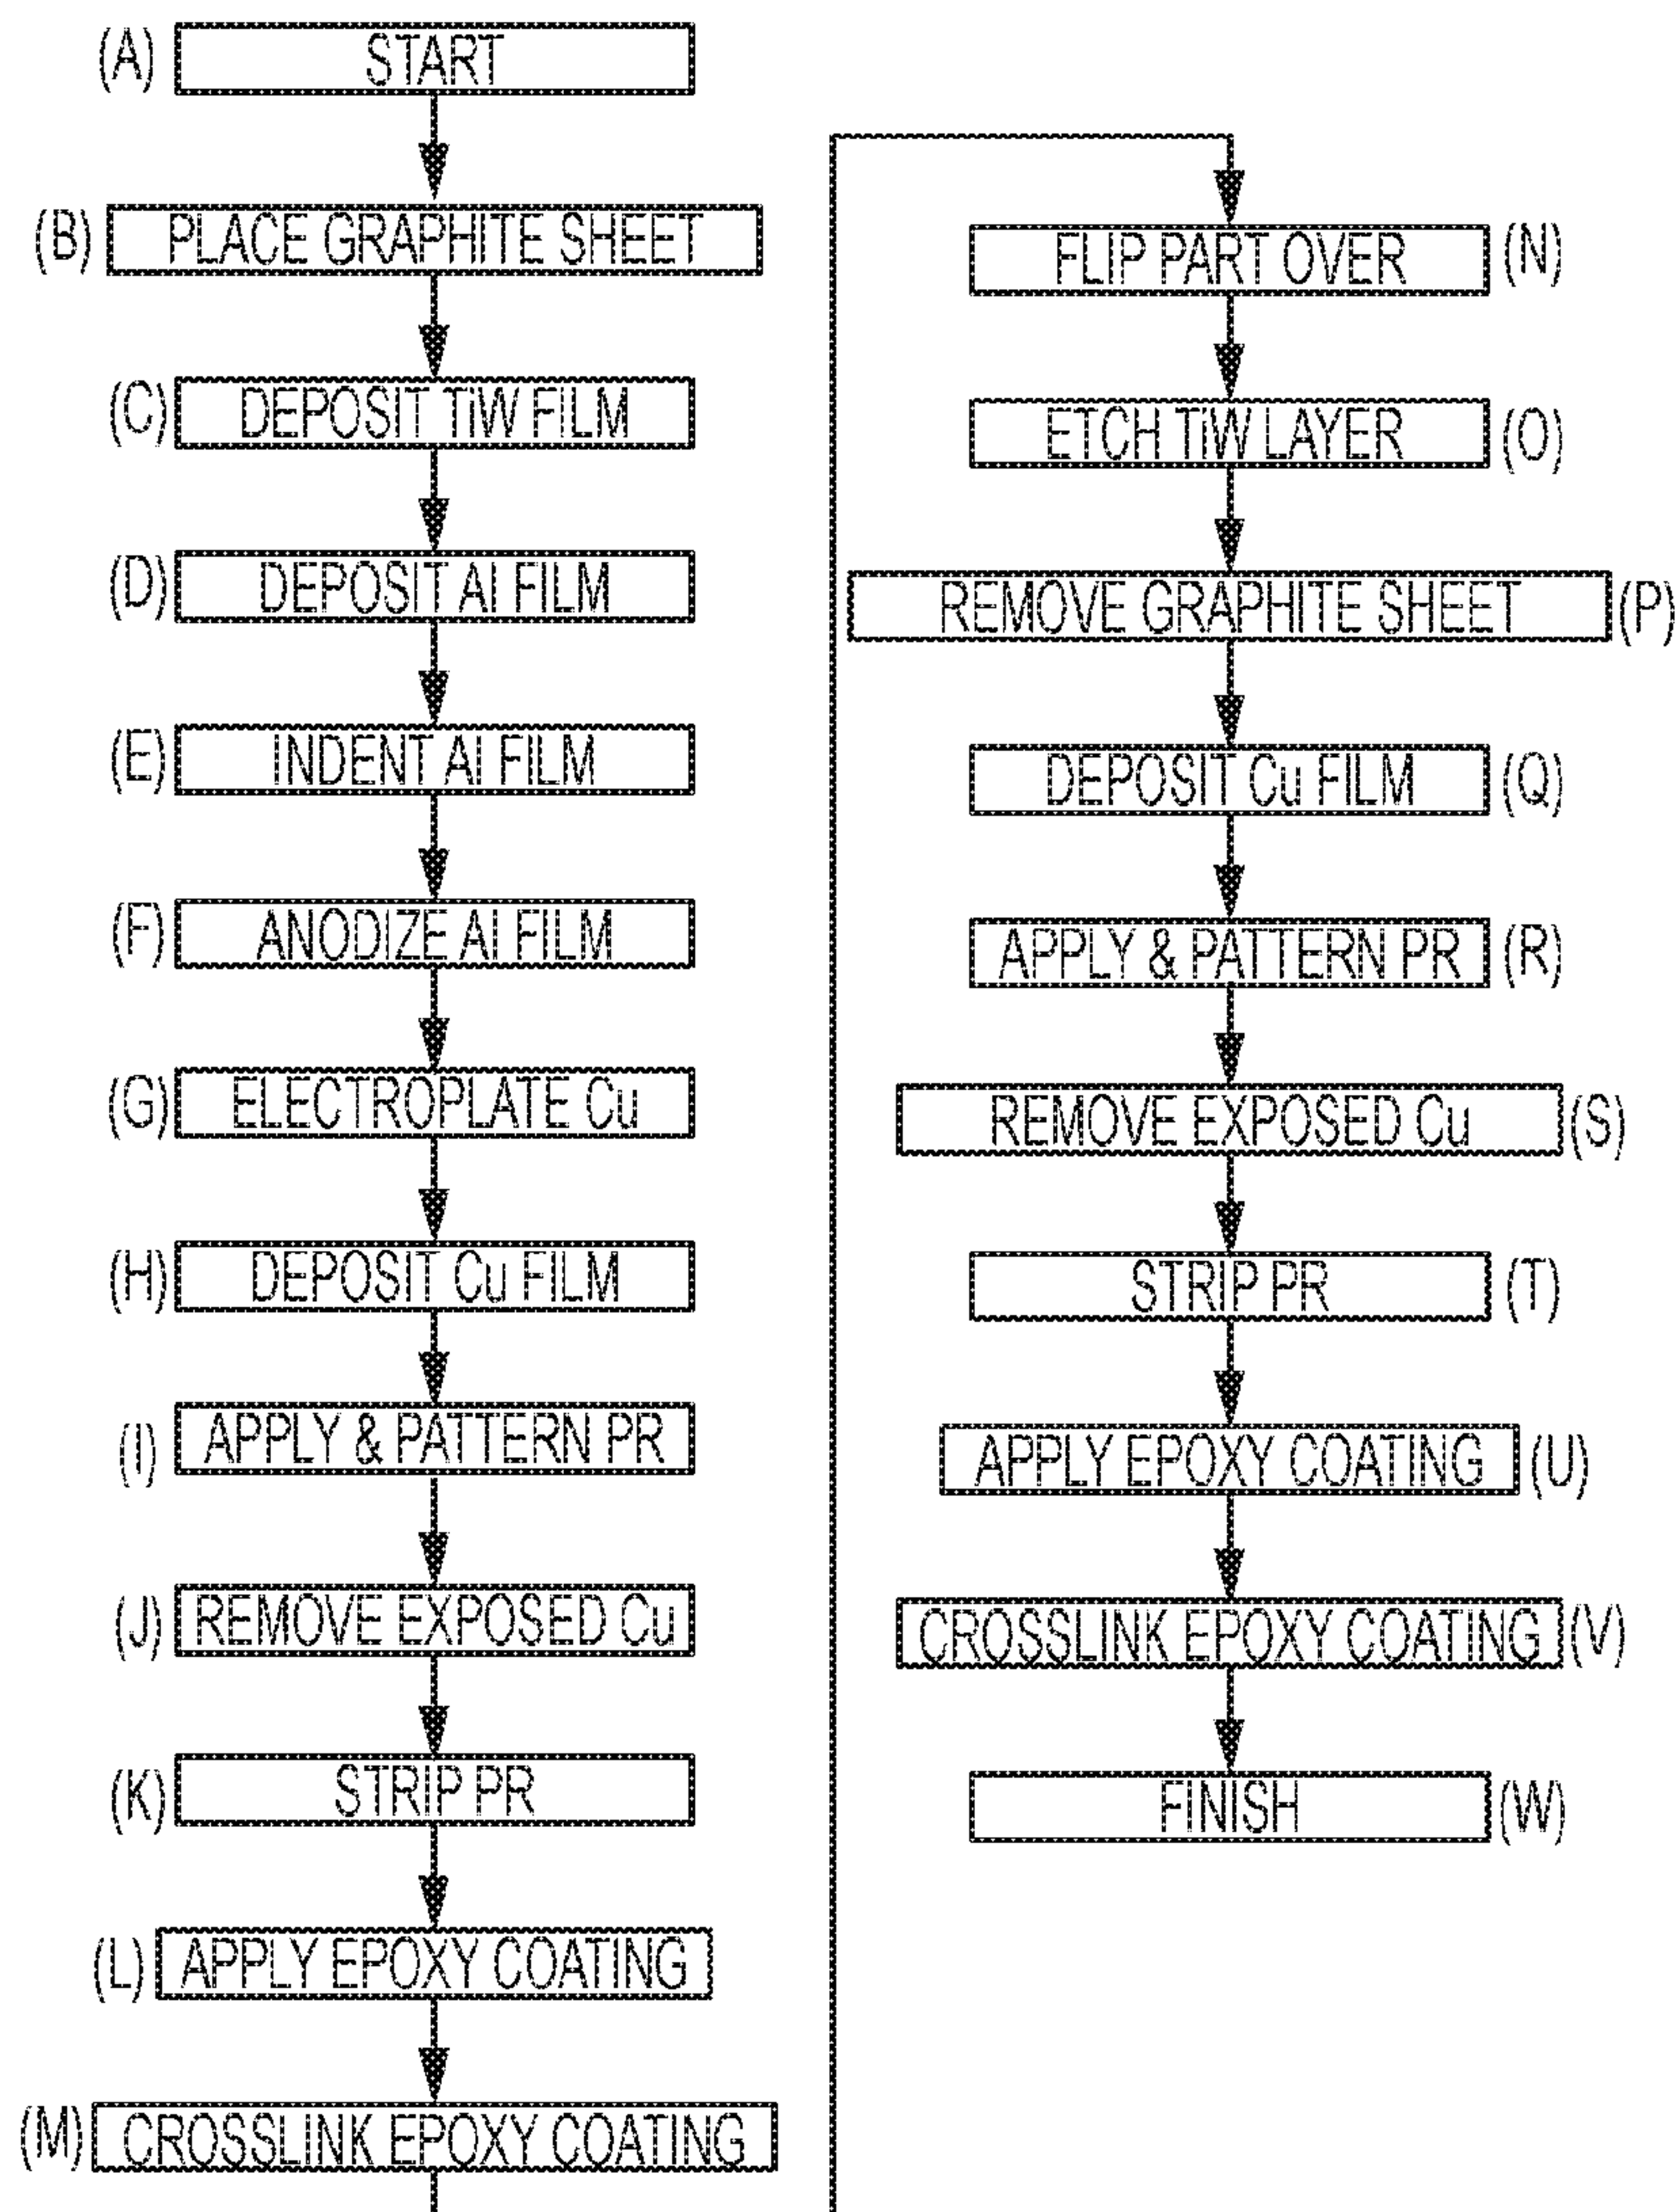 (A) START
(B) PLACE GRAPHITE SHEET
(C) DEPOSIT TiW FILM
(D) DEPOSIT Al FILM
(E) INDENT Al FILM
(F) ANODIZE Al FILM
(G) ELECTROPLATE Cu
(H) DEPOSIT Cu FILM
(I) APPLY & PATTERN PR
(J) REMOVE EXPOSED Cu
(K) STRIP PR
(L) APPLY EPOXY COATING
(M) CROSSLINK EPOXY COATING
FLIP PART OVER (N)
ETCH TiW LAYER (O)
REMOVE GRAPHITE SHEET (P)
DEPOSIT Cu FILM (Q)
APPLY & PATTERN PR (R)
REMOVE EXPOSED Cu (S)
STRIP PR (T)
APPLY EPOXY COATING (U)
CROSSLINK EPOXY COATING (V)
FINISH (W)